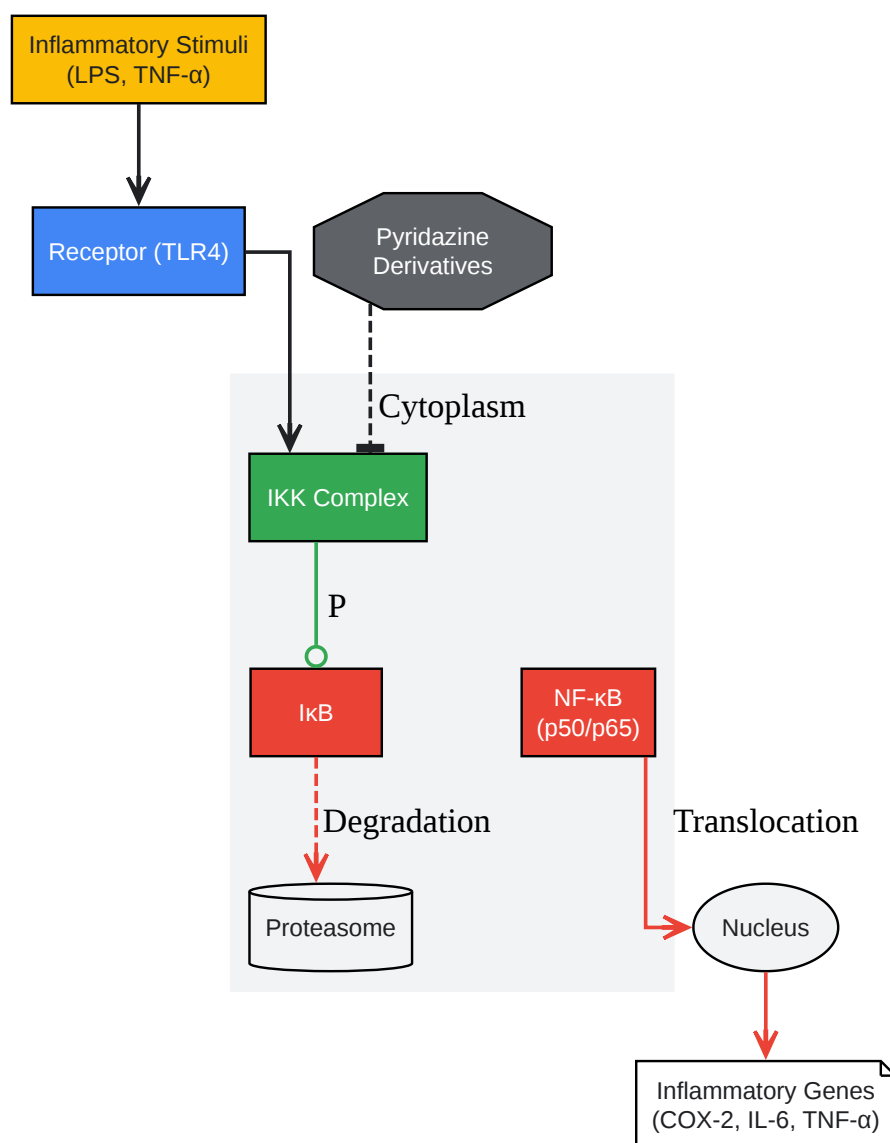 Inflammatory Stimuli
(LPS, TNF-α)
Receptor (TLR4)
Pyridazine
Derivatives
Cytoplasm
IKK Complex
P
IκB
NF-κB
(p50/p65)
Degradation
Translocation
Proteasome
Nucleus
Inflammatory Genes
(COX-2, IL-6, TNF-α)